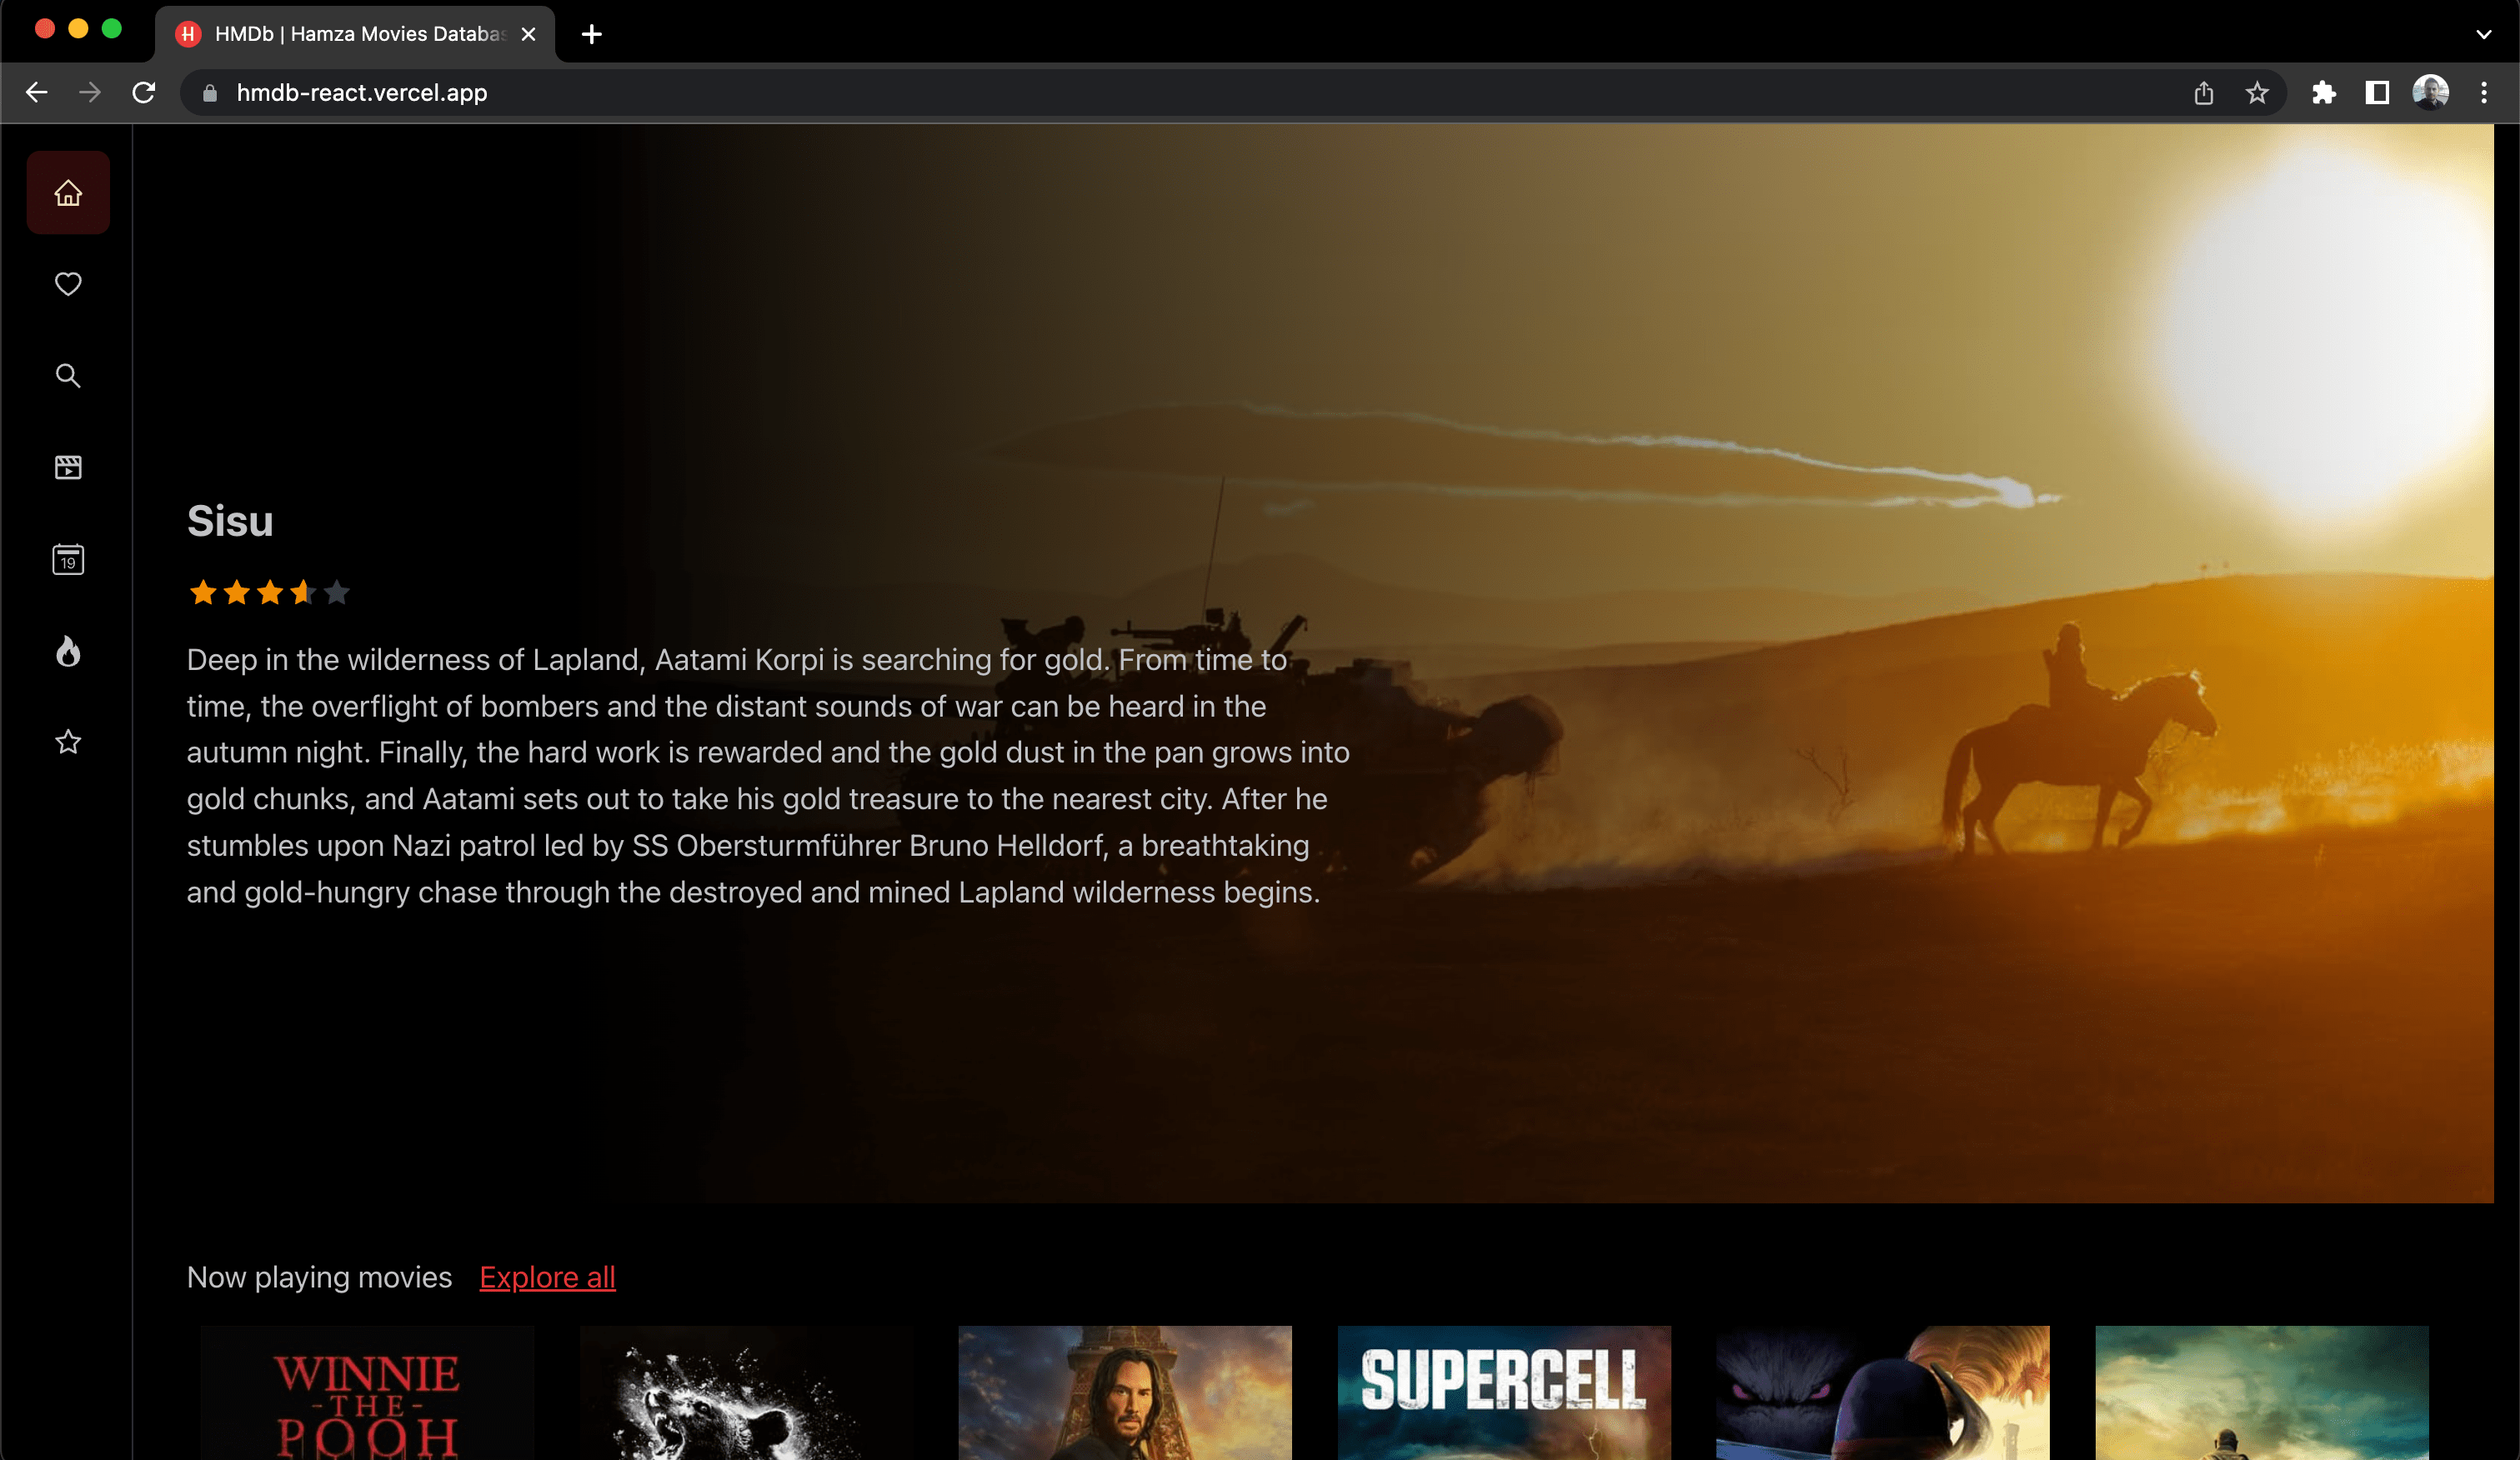 HMDb | Hamza Movies Databas
hmdb-react.vercel.app
19
Sisu
Deep in the wilderness of Lapland, Aatami Korpi is searching for gold. From time to
time, the overflight of bombers and the distant sounds of war can be heard in the
autumn night. Finally, the hard work is rewarded and the gold dust in the pan grows into
gold chunks, and Aatami sets out to take his gold treasure to the nearest city. After he
stumbles upon Nazi patrol led by SS Obersturmführer Bruno Helldorf, a breathtaking
and gold-hungry chase through the destroyed and mined Lapland wilderness begins.
Now playing movies Explore all
WINNIE
-THE-
POOH
SUPERCELL